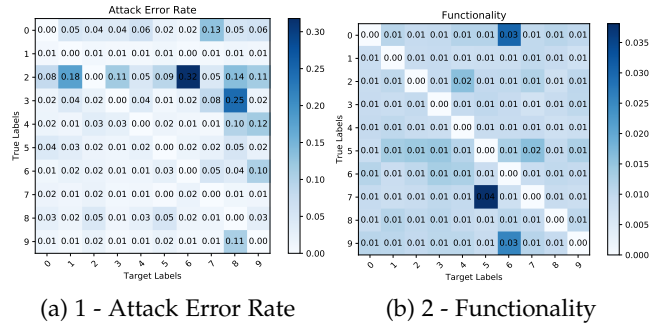 Attack Error Rate
True Labels
0 0.00 0.05 0.04 0.04 0.06 0.02 0.02 0.13 0.05 0.06
1 0.01 0.00 0.01 0.01 0.01 0.01 0.01 0.01 0.01 0.01
2 0.08 0.18 0.00 0.11 0.05 0.09 0.32 0.05 0.14 0.11
3 0.04 0.02 0.02 0.00 0.04 0.01 0.02 0.08 0.25 0.02
4 0.01 0.02 0.03 0.03 0.00 0.02 0.01 0.02 0.10 0.12
5 0.04 0.03 0.02 0.01 0.02 0.00 0.02 0.02 0.05 0.02
6 0.01 0.02 0.02 0.01 0.05 0.03 0.00 0.05 0.04 0.10
7 0.01 0.02 0.02 0.01 0.01 0.02 0.00 0.00 0.01 0.01
8 0.03 0.02 0.05 0.01 0.03 0.05 0.02 0.01 0.00 0.03
9 0.01 0.02 0.01 0.01 0.01 0.02 0.01 0.03 0.11 0.00
0 1 2 3 4 5 6 7 8 9
Target Labels
0.30
0.25
0.20
0.15
0.10
0.05
0.00
(a) 1 - Attack Error Rate
Functionality
True Labels
0 0.00 0.01 0.01 0.01 0.01 0.01 0.03 0.01 0.01 0.01
1 0.01 0.00 0.01 0.01 0.01 0.01 0.01 0.01 0.01 0.01
2 0.01 0.01 0.00 0.01 0.02 0.01 0.01 0.01 0.01 0.01
3 0.01 0.01 0.01 0.00 0.01 0.01 0.01 0.01 0.01 0.01
4 0.01 0.01 0.01 0.01 0.00 0.01 0.01 0.01 0.01 0.01
5 0.01 0.01 0.01 0.01 0.01 0.00 0.01 0.02 0.01 0.01
6 0.01 0.01 0.01 0.01 0.01 0.01 0.00 0.01 0.01 0.01
7 0.01 0.01 0.01 0.01 0.01 0.04 0.01 0.00 0.01 0.01
8 0.01 0.01 0.01 0.01 0.01 0.01 0.01 0.01 0.00 0.01
9 0.01 0.01 0.01 0.01 0.01 0.01 0.03 0.01 0.01 0.00
0 1 2 3 4 5 6 7 8 9
Target Labels
0.035
0.030
0.025
0.020
0.015
0.010
0.005
0.000
(b) 2 - Functionality